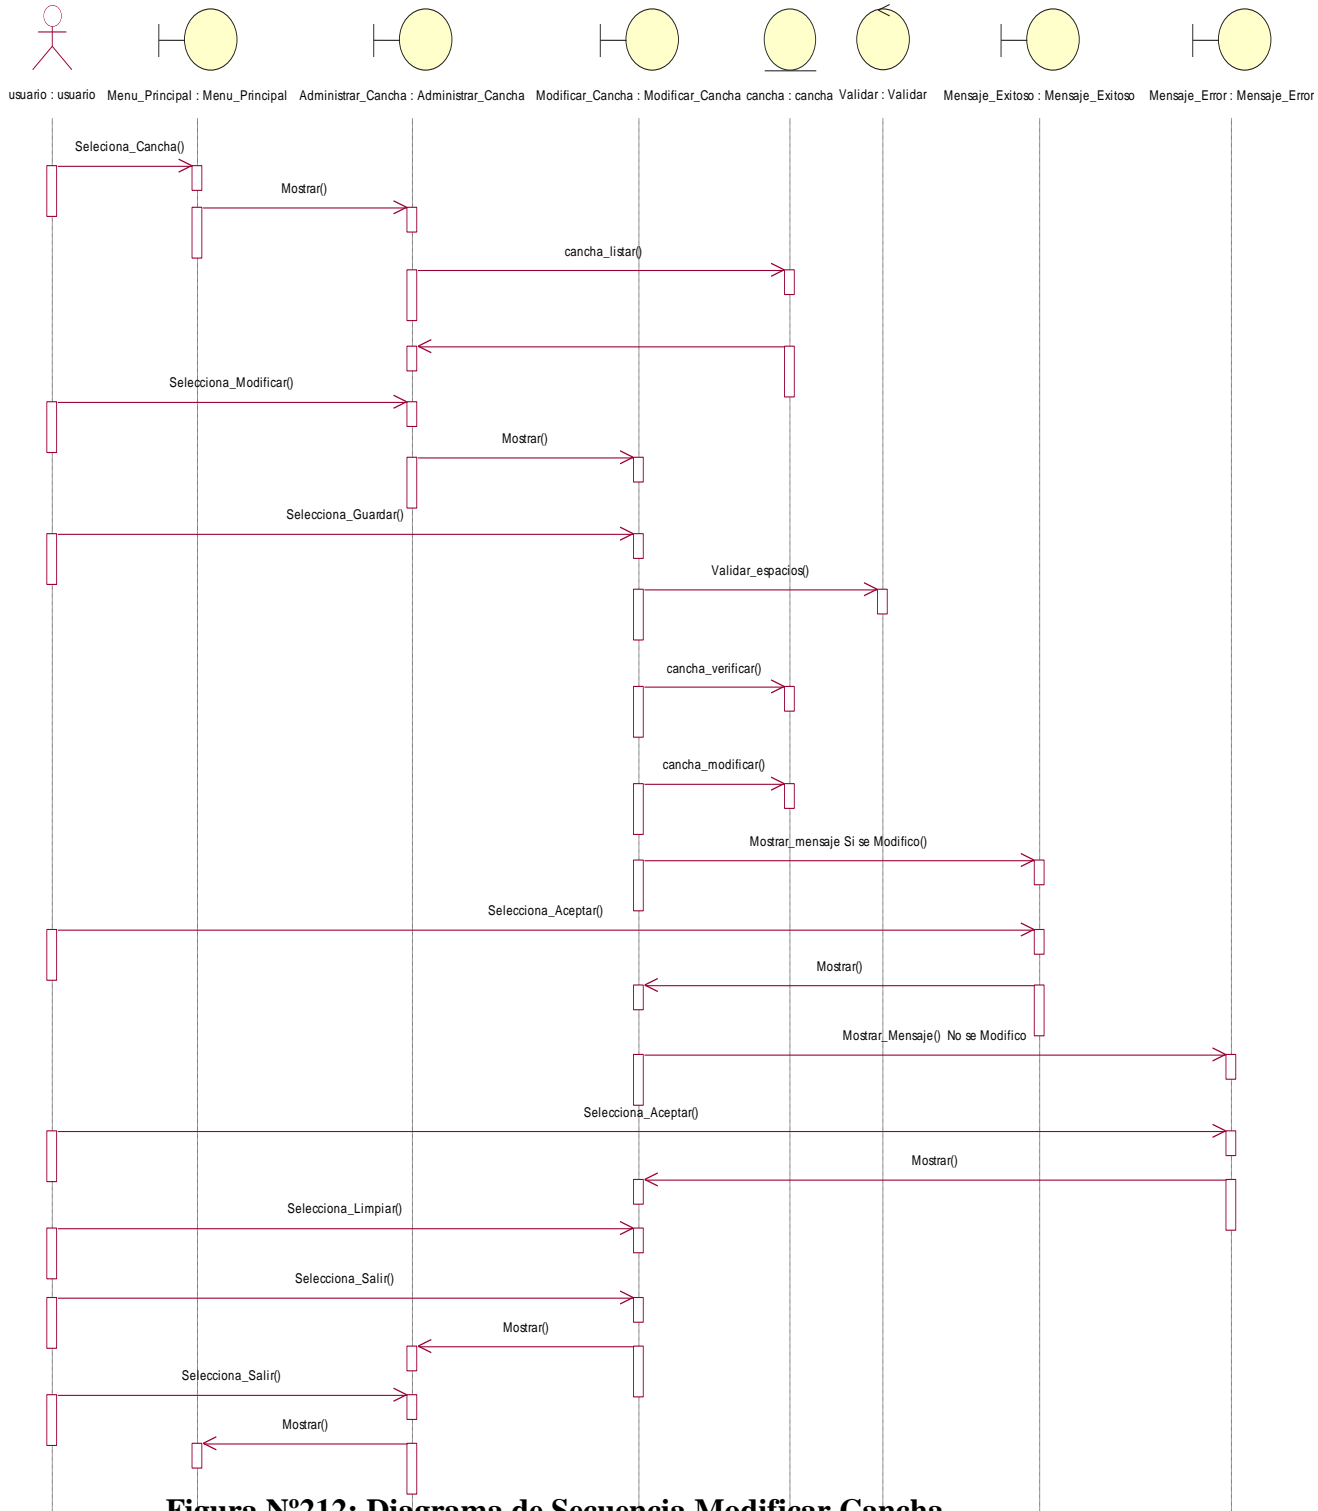 usuario : usuario Menu_Principal : Menu_Principal Administrar_Cancha : Administrar_Cancha Modificar_Cancha : Modificar_Cancha cancha : cancha Validar : Validar Mensaje_Exitoso : Mensaje_Exitoso Mensaje_Error : Mensaje_Error
Seleciona_Cancha()
Mostrar()
cancha_listar()
Selecciona_Modificar()
Mostrar()
Selecciona_Guardar()
Validar_espacios()
cancha_verificar()
cancha_modificar()
Mostrar_mensaje Si se Modifico()
Selecciona_Aceptar()
Mostrar()
Mostrar_Mensaje() No se Modifico
Selecciona_Aceptar()
Mostrar()
Selecciona_Limpiar()
Selecciona_Salir()
Mostrar()
Selecciona_Salir()
Mostrar()
Figura Nº212: Diagrama de Secuencia Modificar Cancha